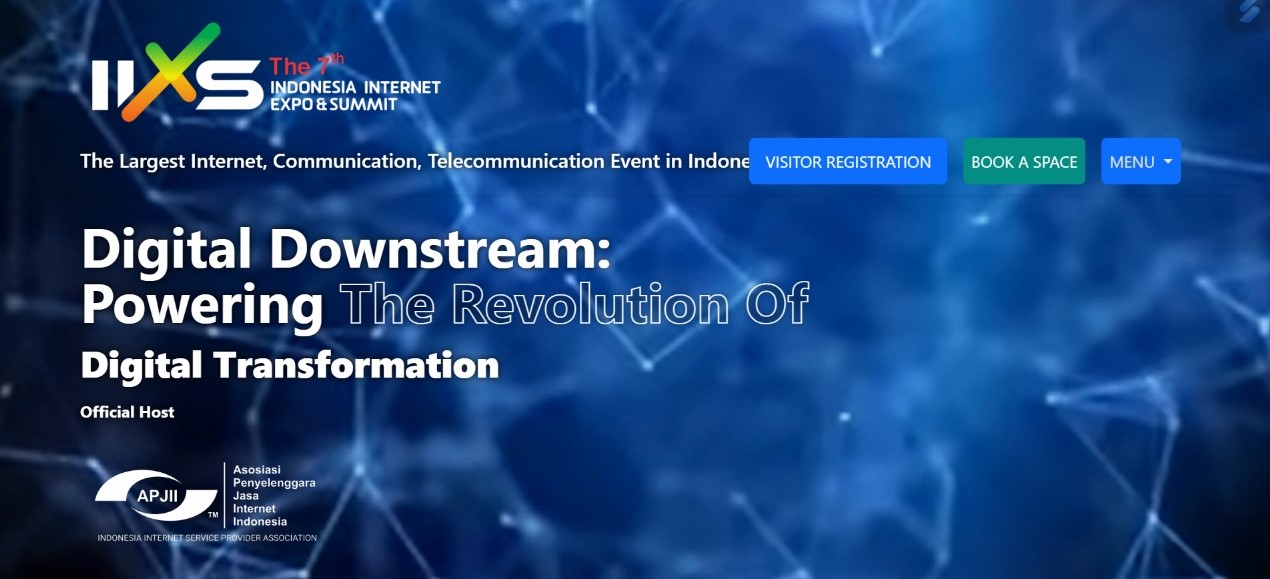 IIXS
The 7th
INDONESIA INTERNET
EXPO & SUMMIT
The Largest Internet, Communication, Telecommunication Event in Indone
VISITOR REGISTRATION
BOOK A SPACE
MENU
Digital Downstream:
Powering The Revolution Of
Digital Transformation
Official Host
APJII
TM
Asosiasi
Penyelenggara
Jasa
Internet
Indonesia
INDONESIA INTERNET SERVICE PROVIDER ASSOCIATION